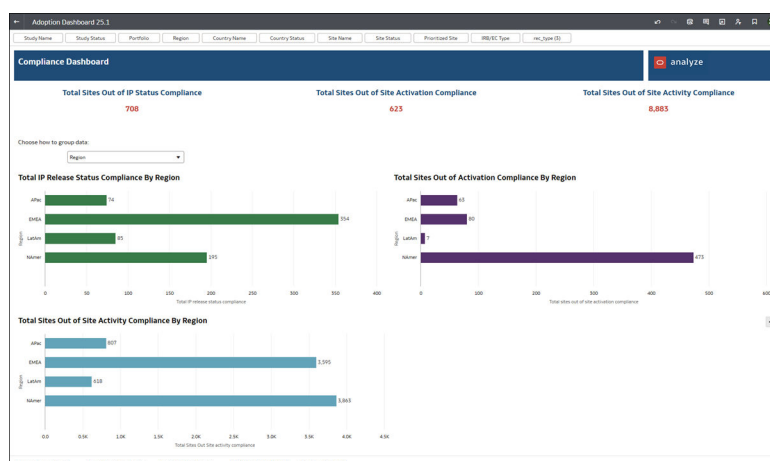 Adoption Dashboard 25.1
Study Name Study Status Portfolio Region Country Name Country Status Site Name Site Status Prioritized Site IRB/EC Type rec_type (3)
Compliance Dashboard
analyze
Total Sites Out of IP Status Compliance
708
Total Sites Out of Site Activation Compliance
623
Total Sites Out of Site Activity Compliance
8,883
Choose how to group data:
Region
Total IP Release Status Compliance By Region
Region
APac 74
EMEA 354
LatAm 85
NAmer 195
0 50 100 150 200 250 300 350 400
Total IP release status compliance
Total Sites Out of Activation Compliance By Region
Region
APac 63
EMEA 80
LatAm 7
NAmer 473
0 100 200 300 400 500 600
Total sites out of site activation compliance
Total Sites Out of Site Activity Compliance By Region
Region
APac 807
EMEA 3,595
LatAm 618
NAmer 3,863
0.0 0.5K 1.0K 1.5K 2.0K 2.5K 3.0K 3.5K 4.0K 4.5K
Total Sites Out Site activity compliance